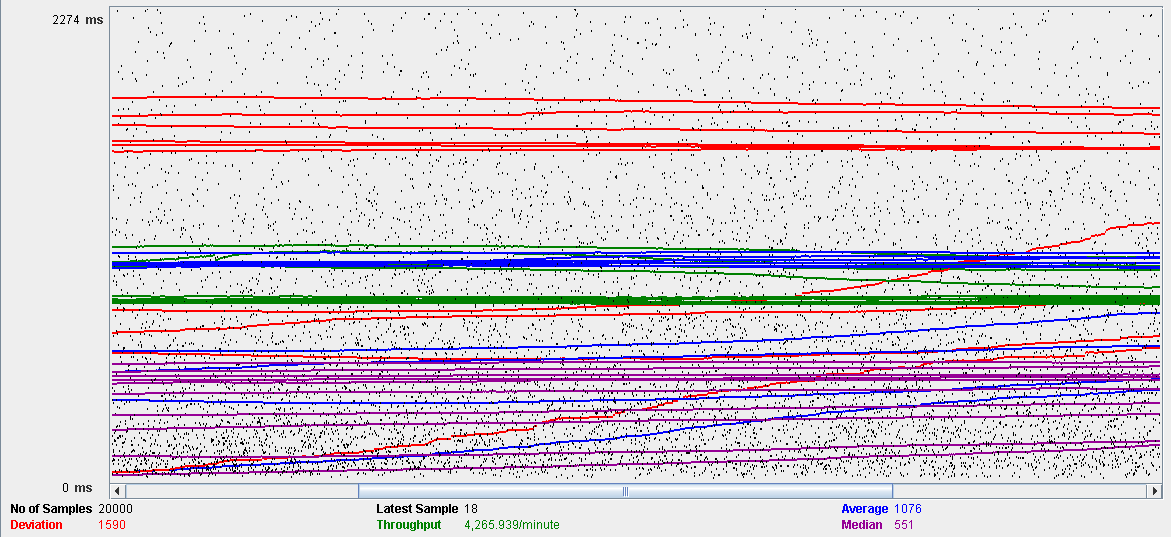 2274 ms
0 ms
No of Samples 20000 Latest Sample 18 Average 1076
Deviation 1590 Throughput 4,265.939/minute Median 551